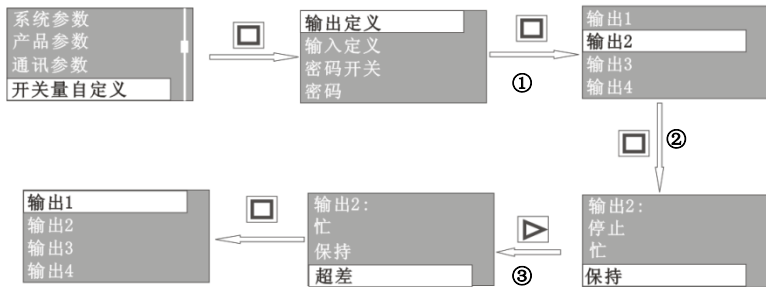 系统参数
产品参数
通讯参数
开关量自定义
输出定义
输入定义
密码开关
密码
①
输出1
输出2
输出3
输出4
②
输出2:
停止
忙
保持
③
输出2:
忙
保持
超差
输出1
输出2
输出3
输出4